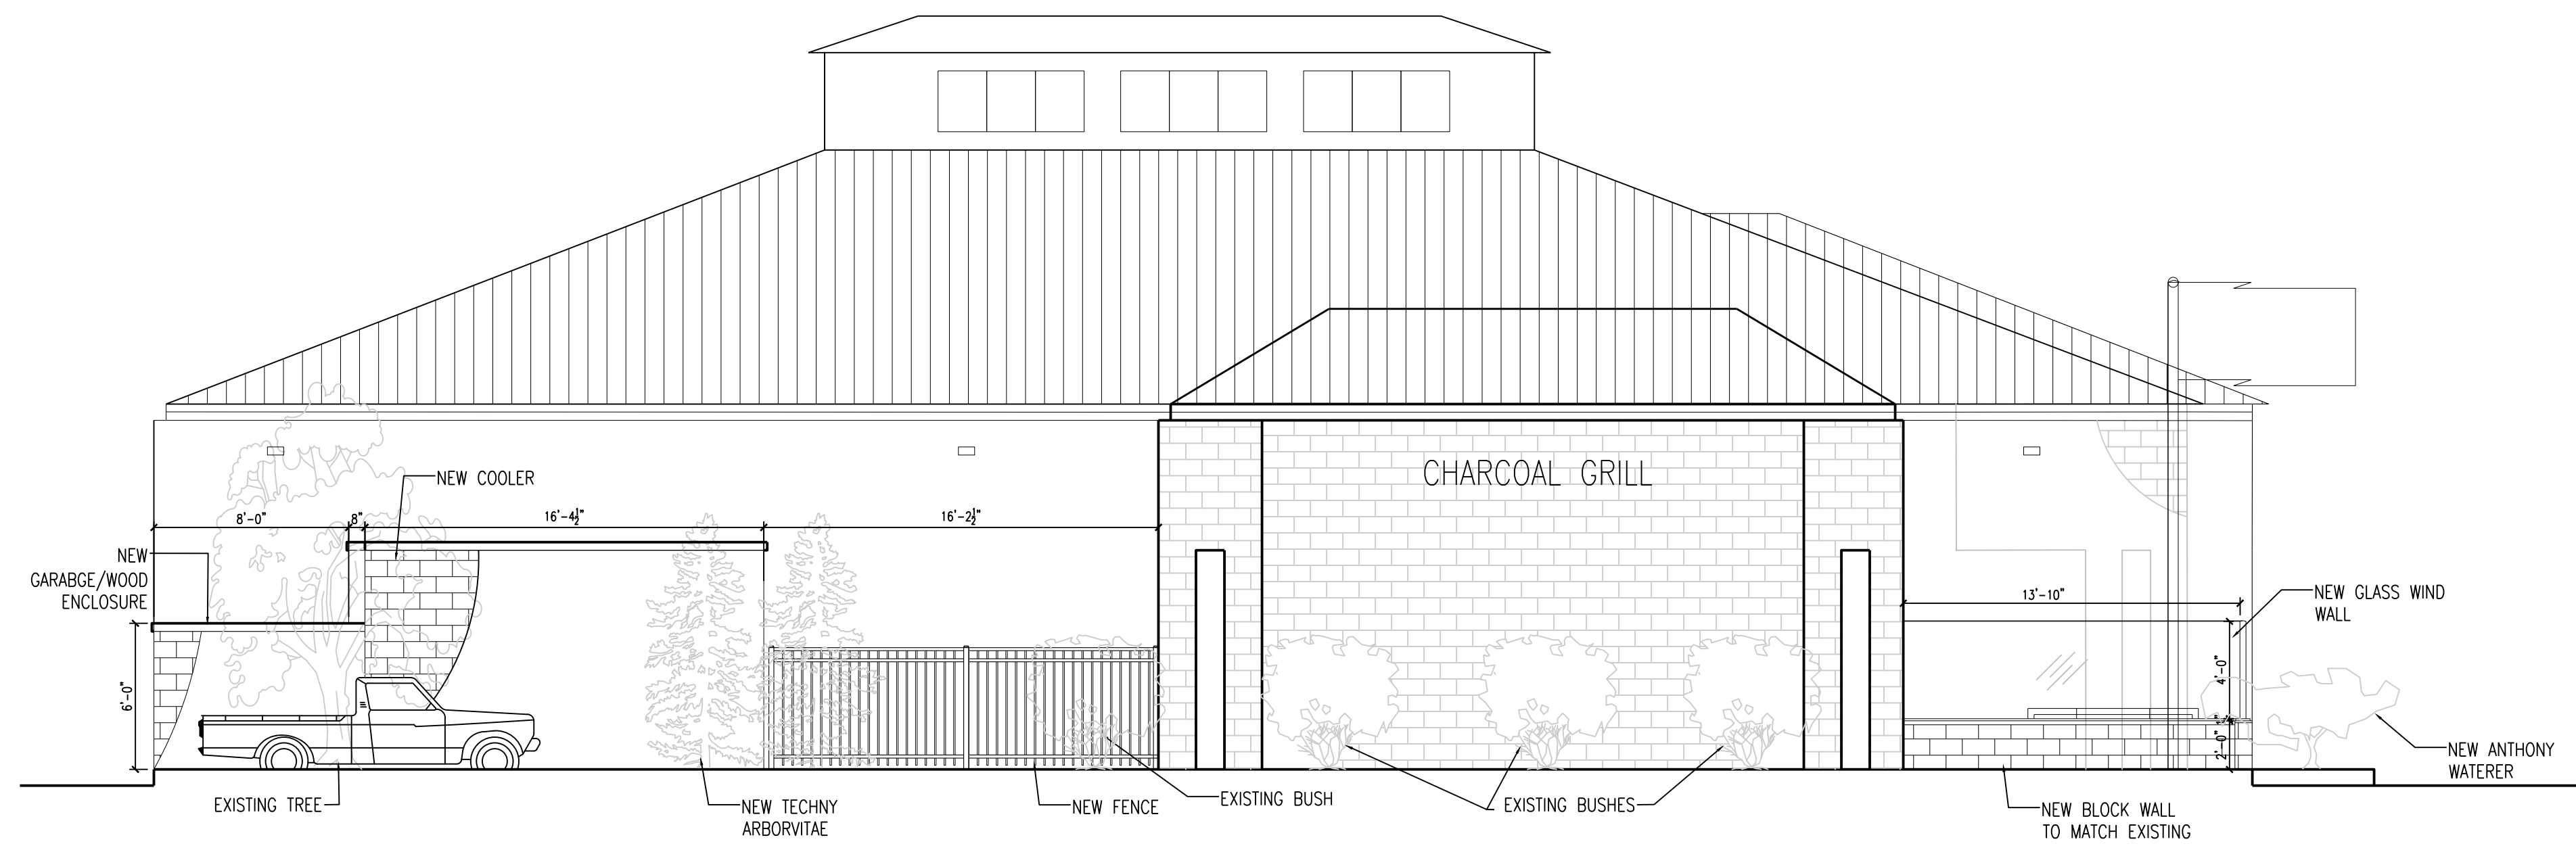 CHARCOAL GRILL
NEW COOLER
8'-0"
8"
16'-4½"
16'-2½"
NEW
GARABGE/WOOD
ENCLOSURE
6'-0"
13'-10"
NEW GLASS WIND
WALL
4'-0"
2'-0"
NEW ANTHONY
WATERER
EXISTING TREE
NEW TECHNY
ARBORVITAE
NEW FENCE
EXISTING BUSH
EXISTING BUSHES
NEW BLOCK WALL
TO MATCH EXISTING